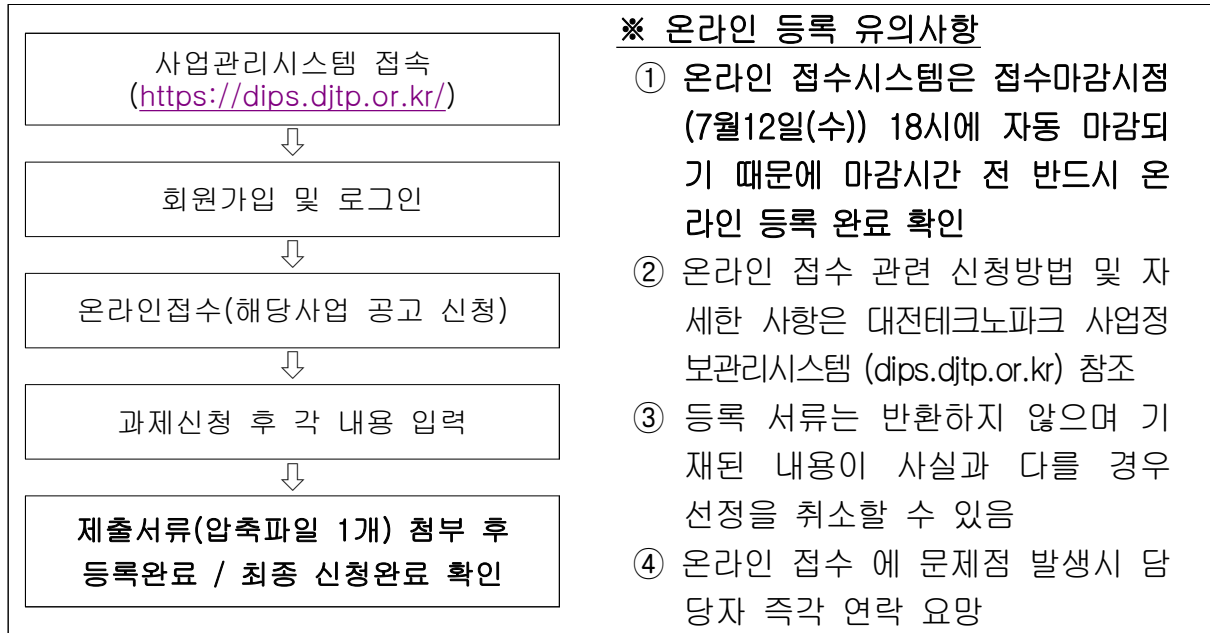 사업관리시스템 접속
(https://dips.djtp.or.kr/)
⇩
회원가입 및 로그인
⇩
온라인접수(해당사업 공고 신청)
⇩
과제신청 후 각 내용 입력
⇩
제출서류(압축파일 1개) 첨부 후
등록완료 / 최종 신청완료 확인
※ 온라인 등록 유의사항
① 온라인 접수시스템은 접수마감시점
(7월12일(수)) 18시에 자동 마감되
기 때문에 마감시간 전 반드시 온
라인 등록 완료 확인
② 온라인 접수 관련 신청방법 및 자
세한 사항은 대전테크노파크 사업정
보관리시스템 (dips.djtp.or.kr) 참조
③ 등록 서류는 반환하지 않으며 기
재된 내용이 사실과 다를 경우
선정을 취소할 수 있음
④ 온라인 접수 에 문제점 발생시 담
당자 즉각 연락 요망